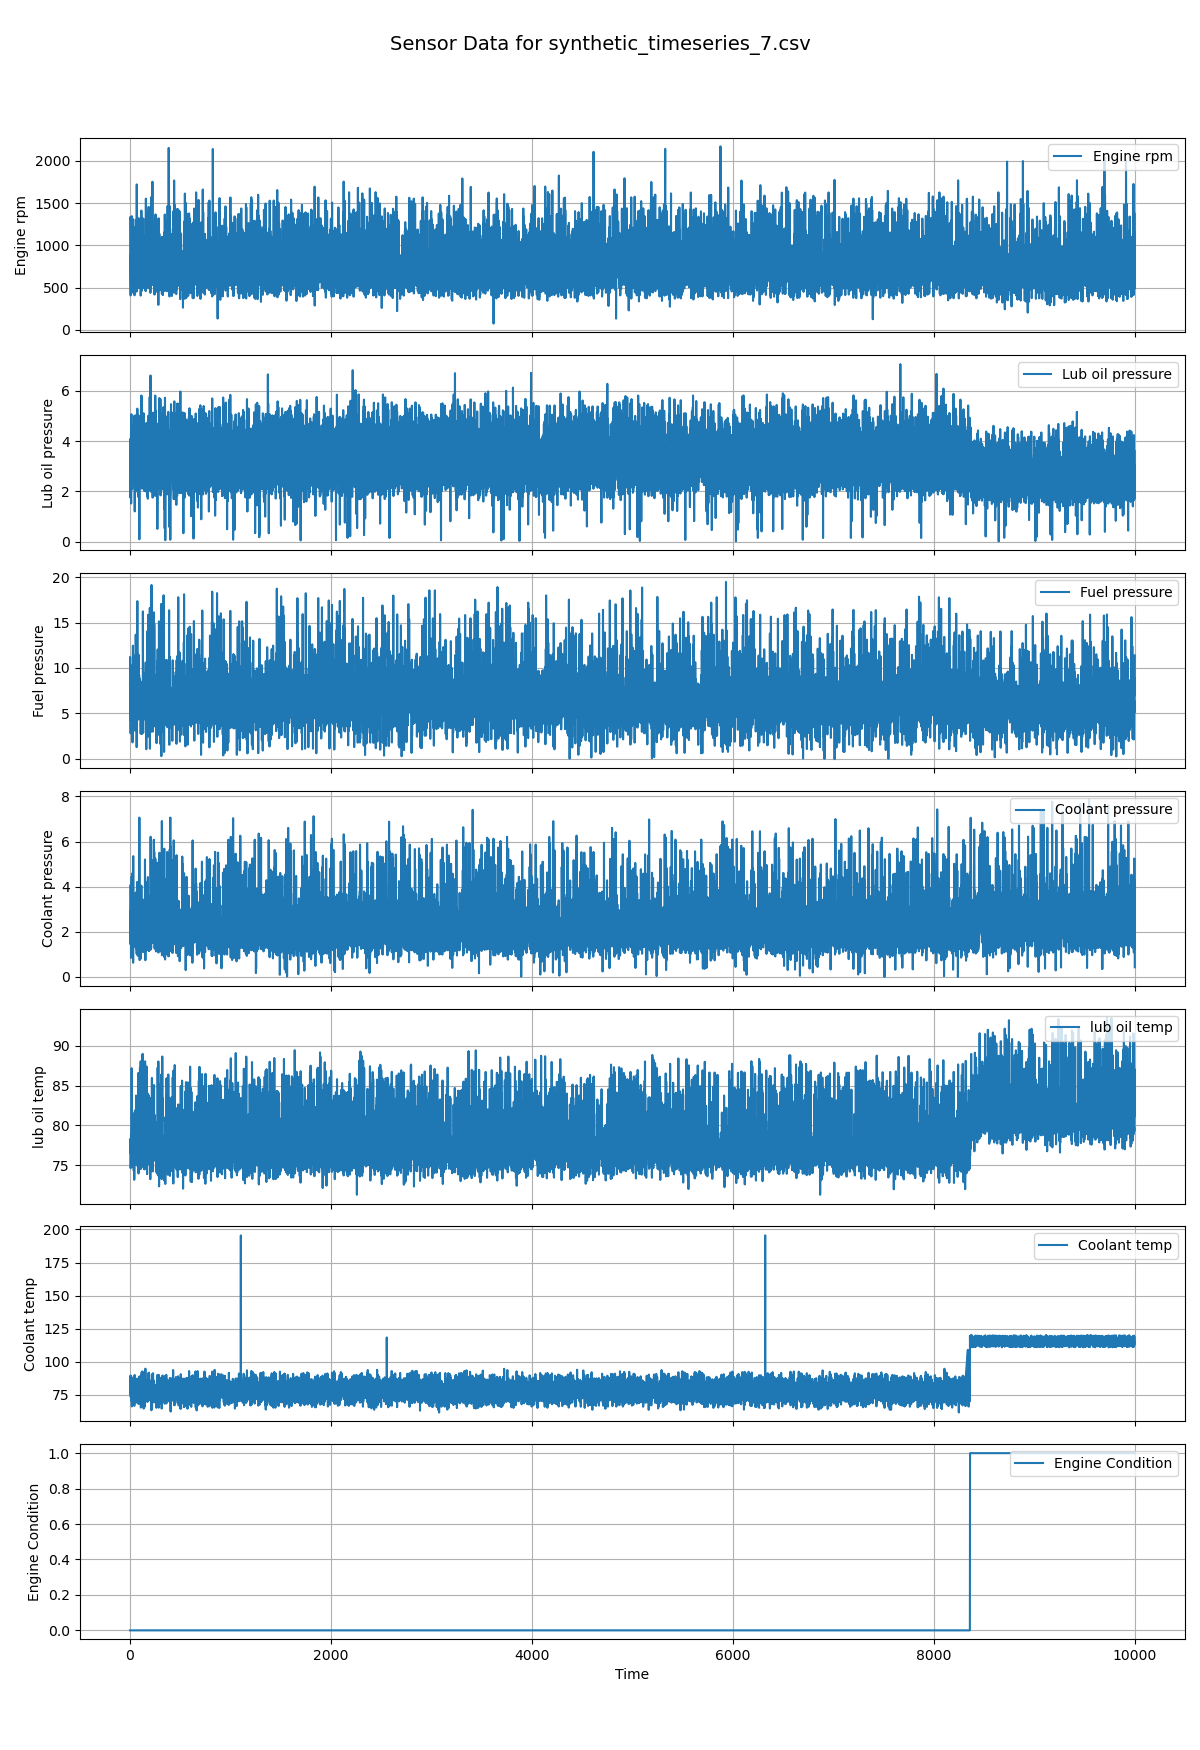 Sensor Data for synthetic_timeseries_7.csv
Engine rpm
2000
1500
1000
500
0
Engine rpm
Lub oil pressure
6
4
2
0
Lub oil pressure
Fuel pressure
20
15
10
5
0
Fuel pressure
Coolant pressure
8
6
4
2
0
Coolant pressure
lub oil temp
90
85
80
75
lub oil temp
Coolant temp
200
175
150
125
100
75
Coolant temp
Engine Condition
1.0
0.8
0.6
0.4
0.2
0.0
Engine Condition
0 2000 4000 6000 8000 10000
Time